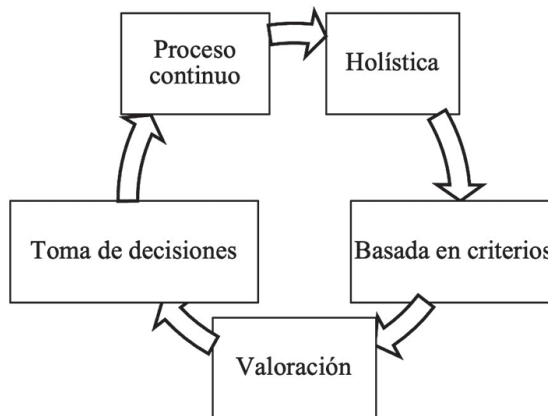 Proceso
continuo
Holística
Basada en criterios
Valoración
Toma de decisiones